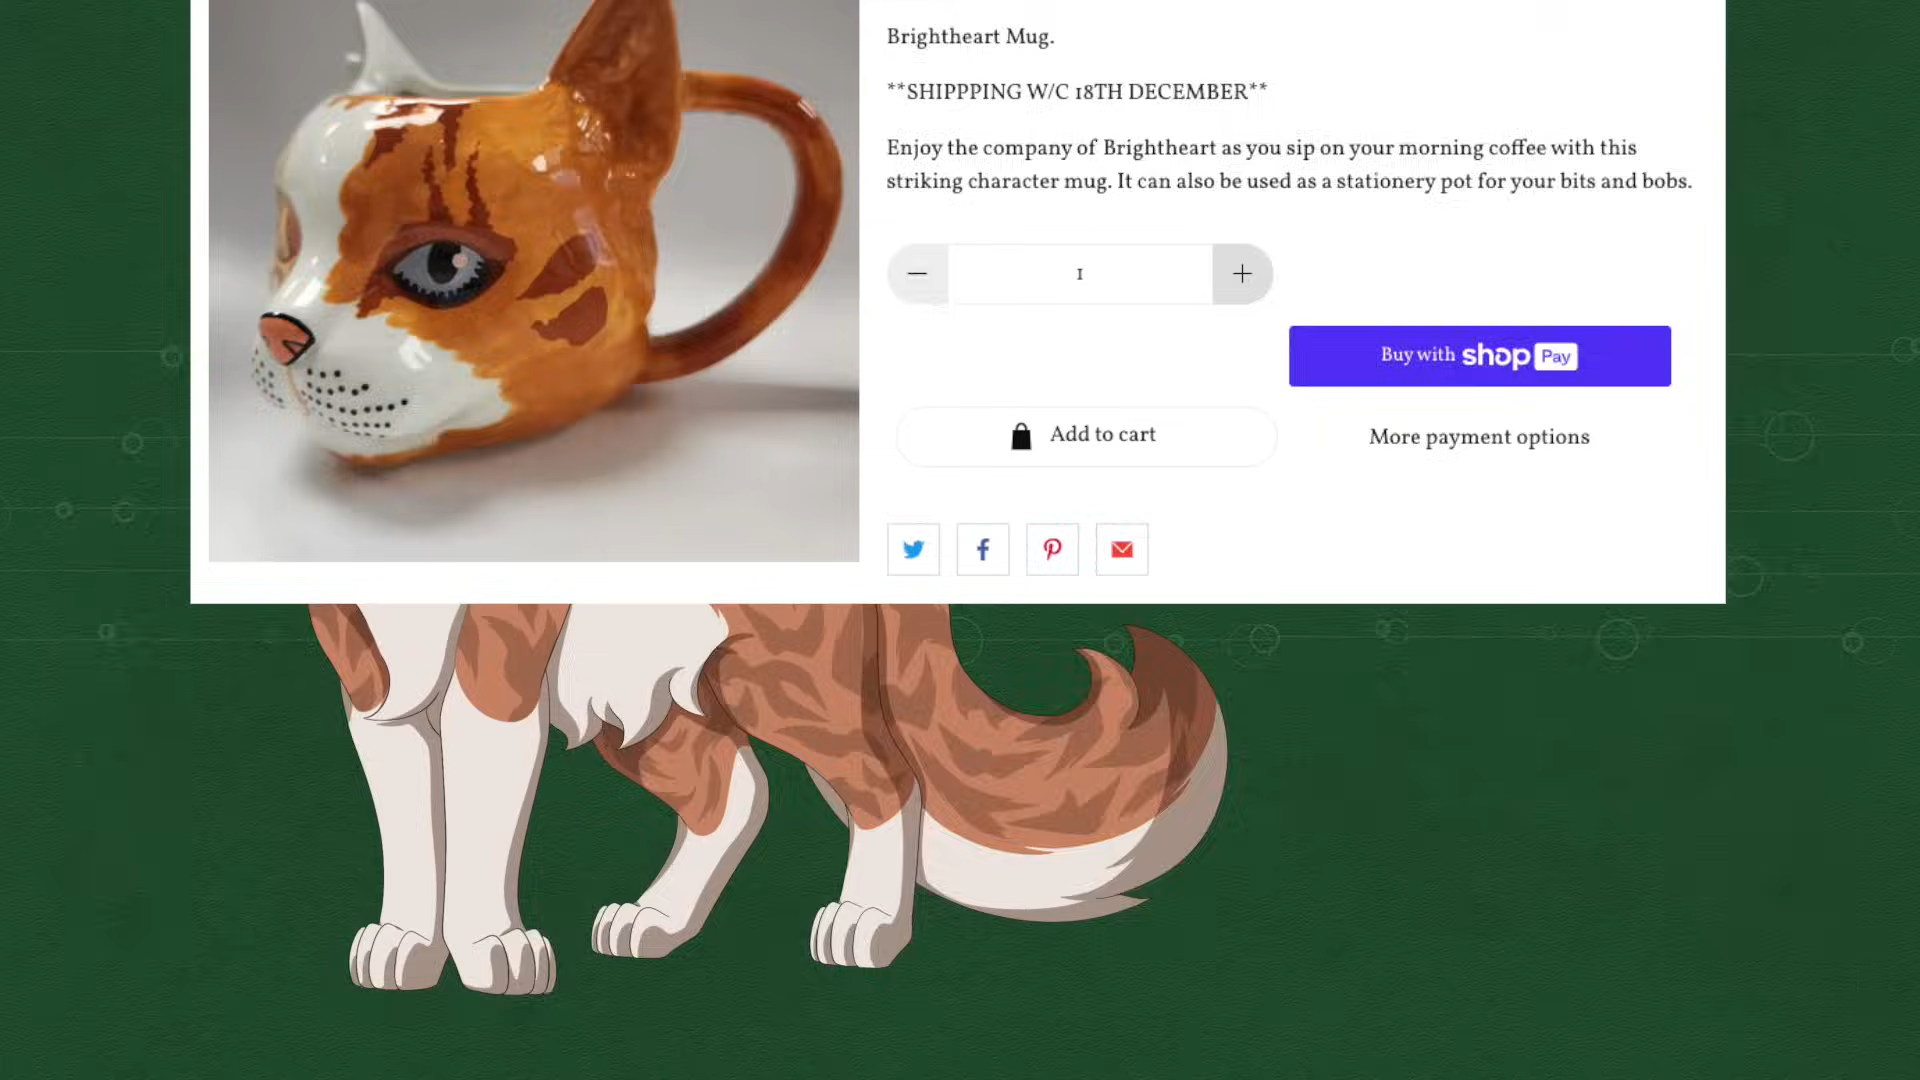 Brightheart Mug.
**SHIPPPING W/C 18TH DECEMBER**
Enjoy the company of Brightheart as you sip on your morning coffee with this
striking character mug. It can also be used as a stationery pot for your bits and bobs.
1
Buy with shop Pay
Add to cart
More payment options